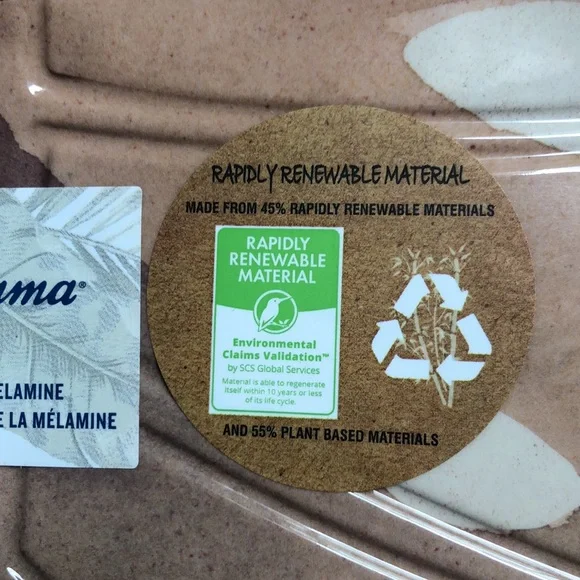 RAPIDLY RENEWABLE MATERIAL
MADE FROM 45% RAPIDLY RENEWABLE MATERIALS
RAPIDLY
RENEWABLE
MATERIAL
Environmental
Claims Validation™
by SCS Global Services
Material is able to regenerate
itself within 10 years or less
of its life cycle.
AND 55% PLANT BASED MATERIALS
LA MÉLAMINE